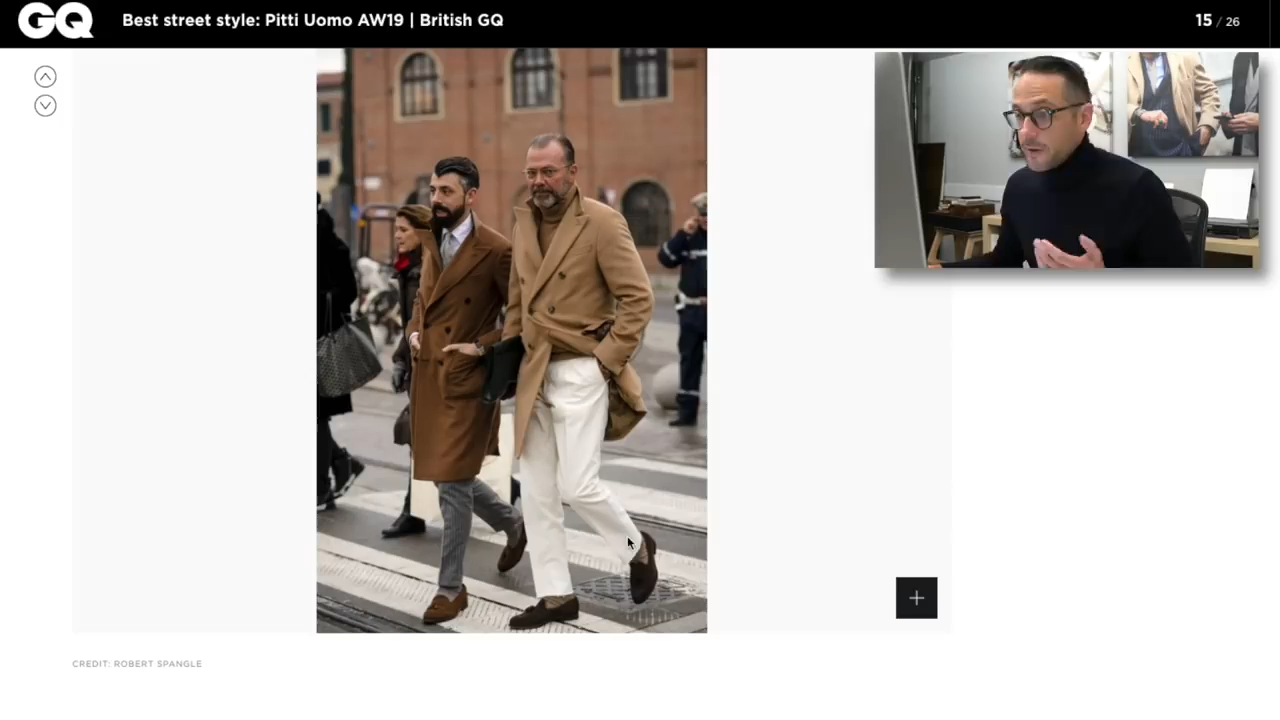 GQ
Best street style: Pitti Uomo AW19 | British GQ
15 / 26
CREDIT: ROBERT SPANGLE